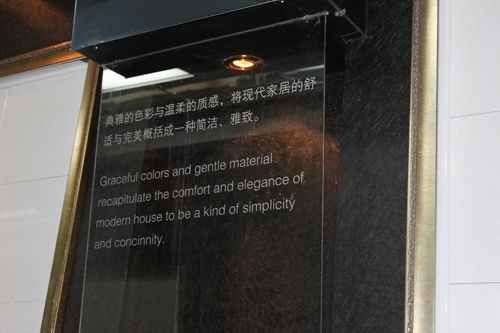 典雅的色彩与温柔的质感，将现代家居的舒
适与完美概括成一种简洁、雅致。
Graceful colors and gentle material
recapitulate the comfort and elegance of
modern house to be a kind of simplicity
and concinnity.